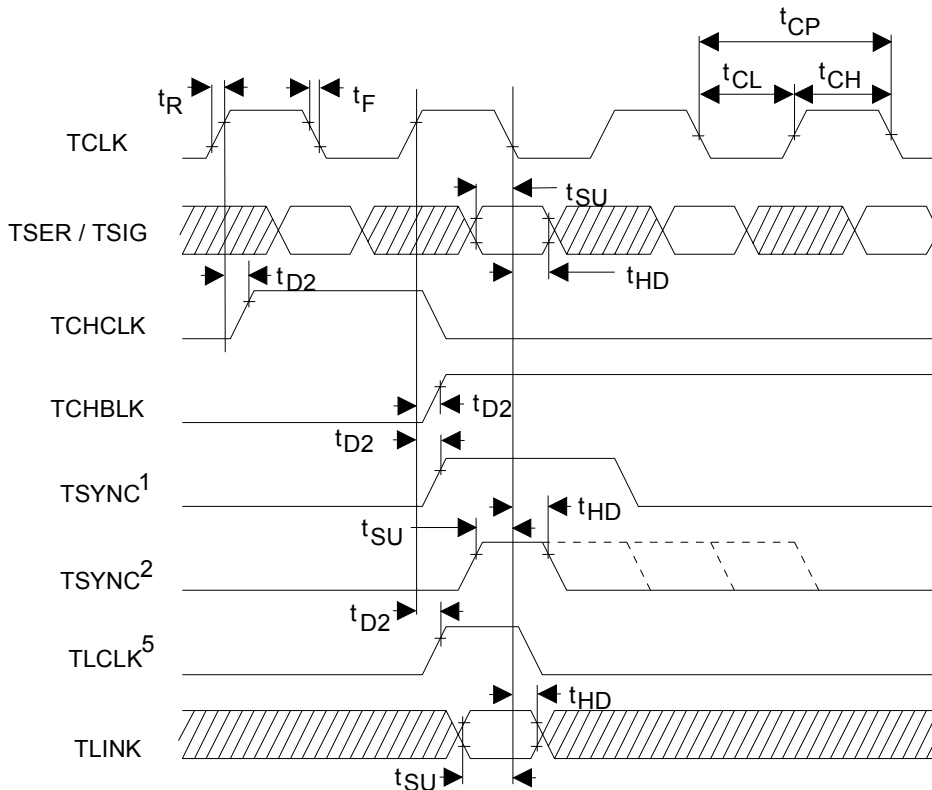 tCP
tCL
tCH
tR
tF
TCLK
tSU
TSER / TSIG
tHD
tD2
TCHCLK
TCHBLK
tD2
tD2
TSYNC1
tHD
tSU
TSYNC2
tD2
TLCLK5
tHD
TLINK
tSU